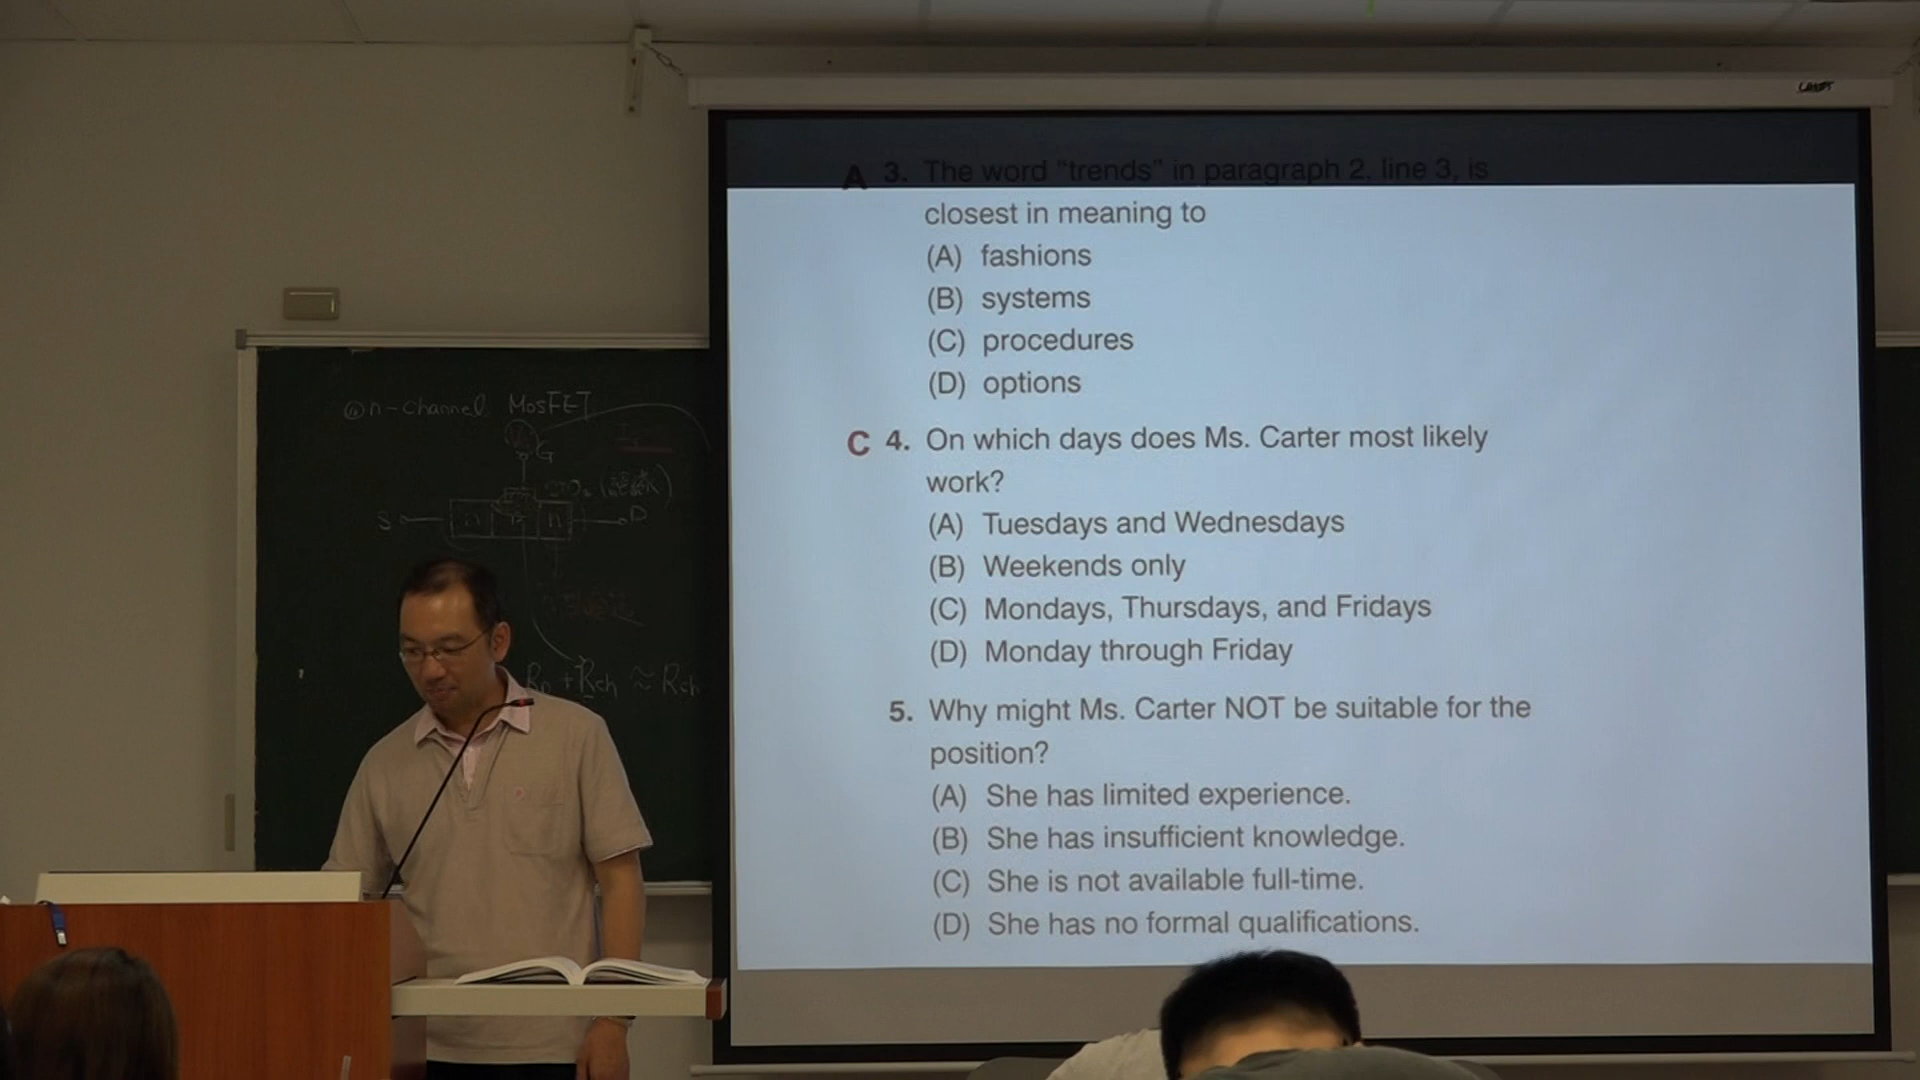 A 3. The word “trends” in paragraph 2, line 3, is
closest in meaning to
(A) fashions
(B) systems
(C) procedures
(D) options
C 4. On which days does Ms. Carter most likely
work?
(A) Tuesdays and Wednesdays
(B) Weekends only
(C) Mondays, Thursdays, and Fridays
(D) Monday through Friday
5. Why might Ms. Carter NOT be suitable for the
position?
(A) She has limited experience.
(B) She has insufficient knowledge.
(C) She is not available full-time.
(D) She has no formal qualifications.
n-channel MosFET
G
S
n
n
D
+ Rch ≈ Rch